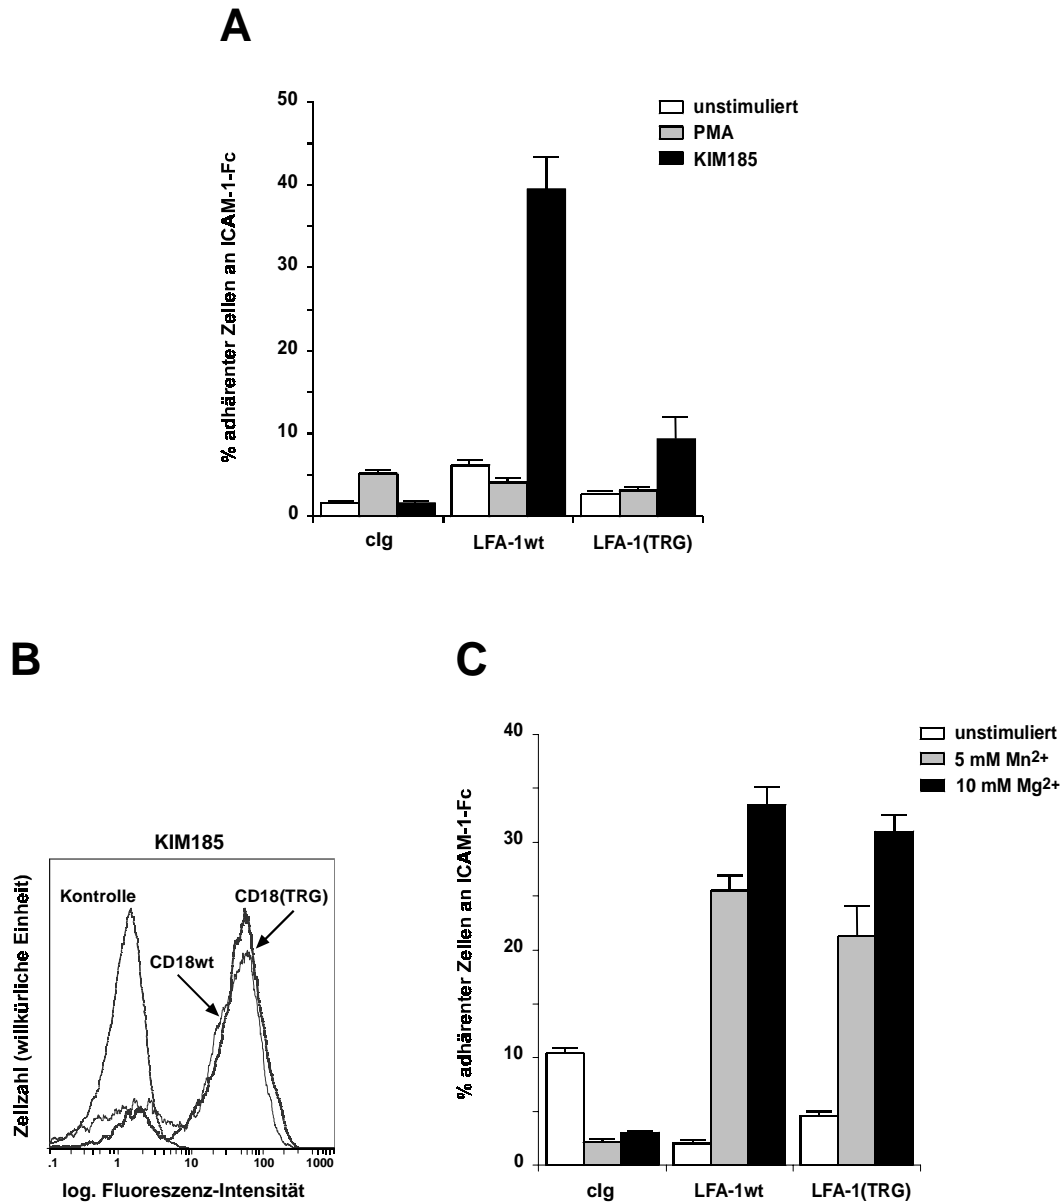 A
% adhärenter Zellen an ICAM-1-Fc
50
40
30
20
10
0
unstimuliert
PMA
KIM185
cIg
LFA-1wt
LFA-1(TRG)
B
KIM185
Zellzahl (willkürliche Einheit)
Kontrolle
CD18(TRG)
CD18wt
.1 1 10 100 1000
log. Fluoreszenz-Intensität
C
% adhärenter Zellen an ICAM-1-Fc
40
30
20
10
0
unstimuliert
5 mM Mn2+
10 mM Mg2+
cIg
LFA-1wt
LFA-1(TRG)